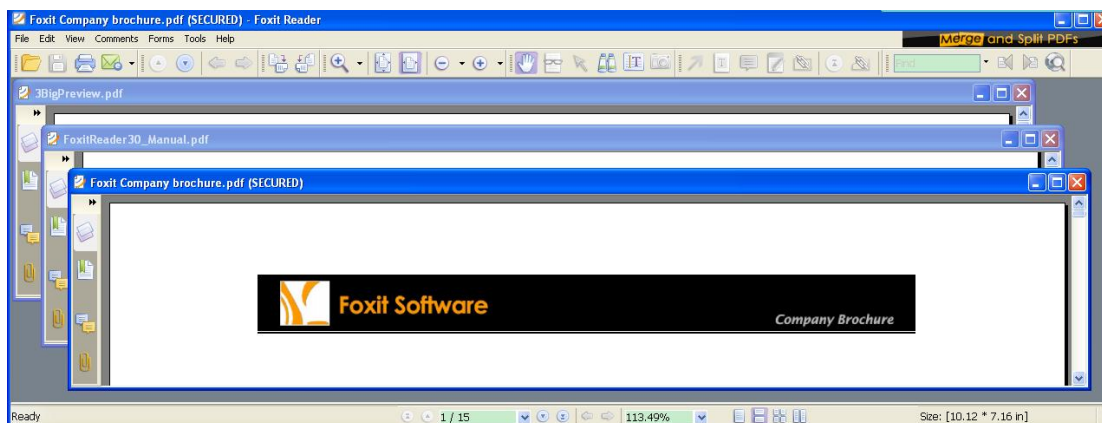 Foxit Company brochure.pdf (SECURED) - Foxit Reader
File Edit View Comments Forms Tools Help
Merge and Split PDFs
Find
3BigPreview.pdf
FoxitReader30_Manual.pdf
Foxit Company brochure.pdf (SECURED)
Foxit Software
Company Brochure
Ready
1 / 15
113.49%
Size: [10.12 * 7.16 in]